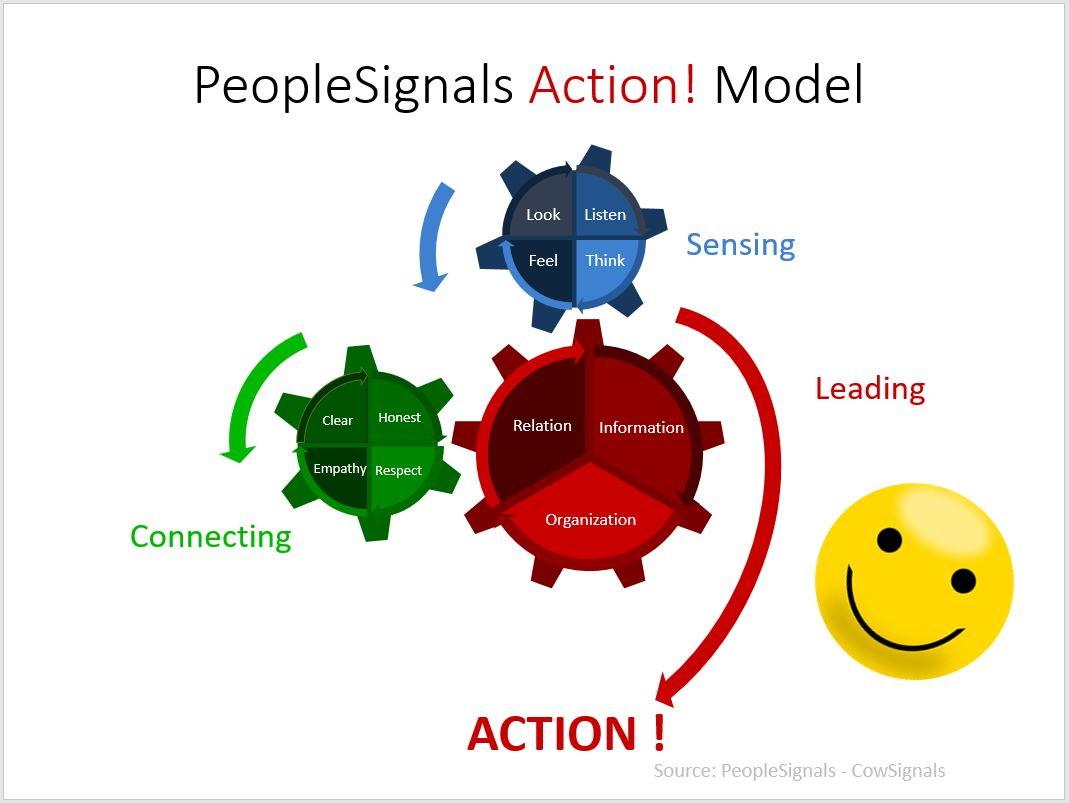 PeopleSignals Action! Model
Look
Listen
Feel
Think
Sensing
Leading
Clear
Honest
Empathy
Respect
Connecting
Relation
Information
Organization
ACTION !
Source: PeopleSignals - CowSignals